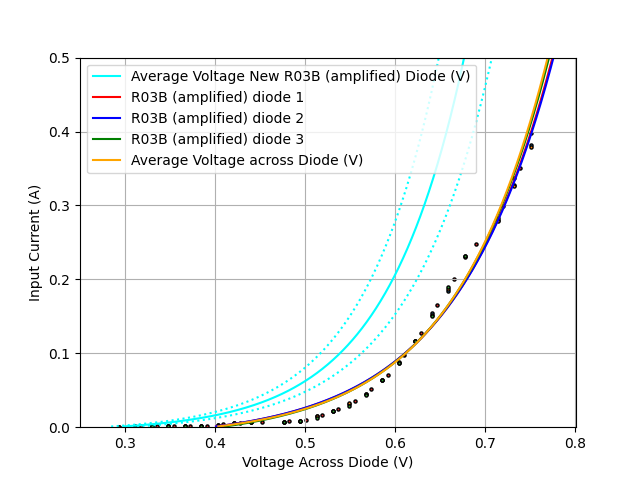 0.5
0.4
0.3
0.2
0.1
0.0
Input Current (A)
Average Voltage New R03B (amplified) Diode (V)
R03B (amplified) diode 1
R03B (amplified) diode 2
R03B (amplified) diode 3
Average Voltage across Diode (V)
0.3 0.4 0.5 0.6 0.7 0.8
Voltage Across Diode (V)